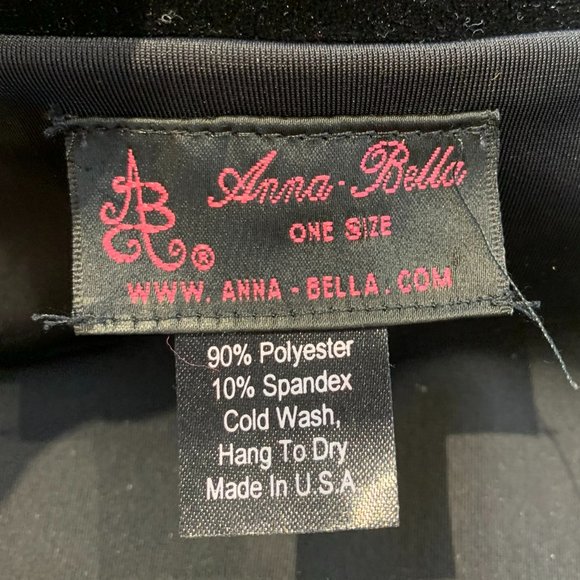 AB
Anna-Bella
ONE SIZE
®
WWW. ANNA-BELLA.COM
90% Polyester
10% Spandex
Cold Wash,
Hang To Dry
Made In U.S.A